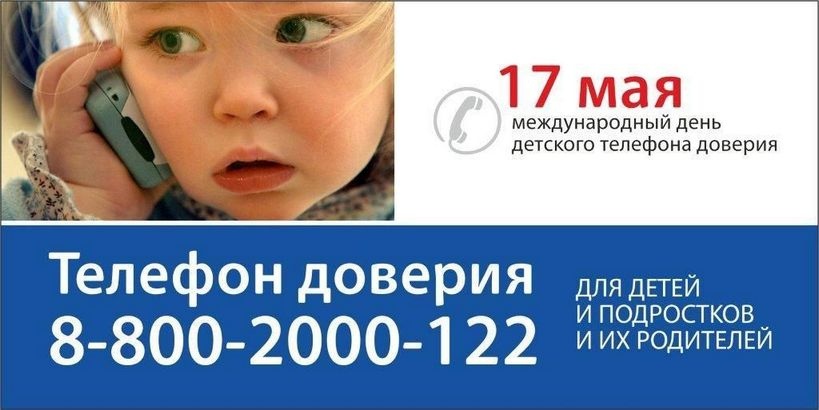 17 мая
международный день
детского телефона доверия
Телефон доверия
8-800-2000-122
ДЛЯ ДЕТЕЙ
И ПОДРОСТКОВ
И ИХ РОДИТЕЛЕЙ